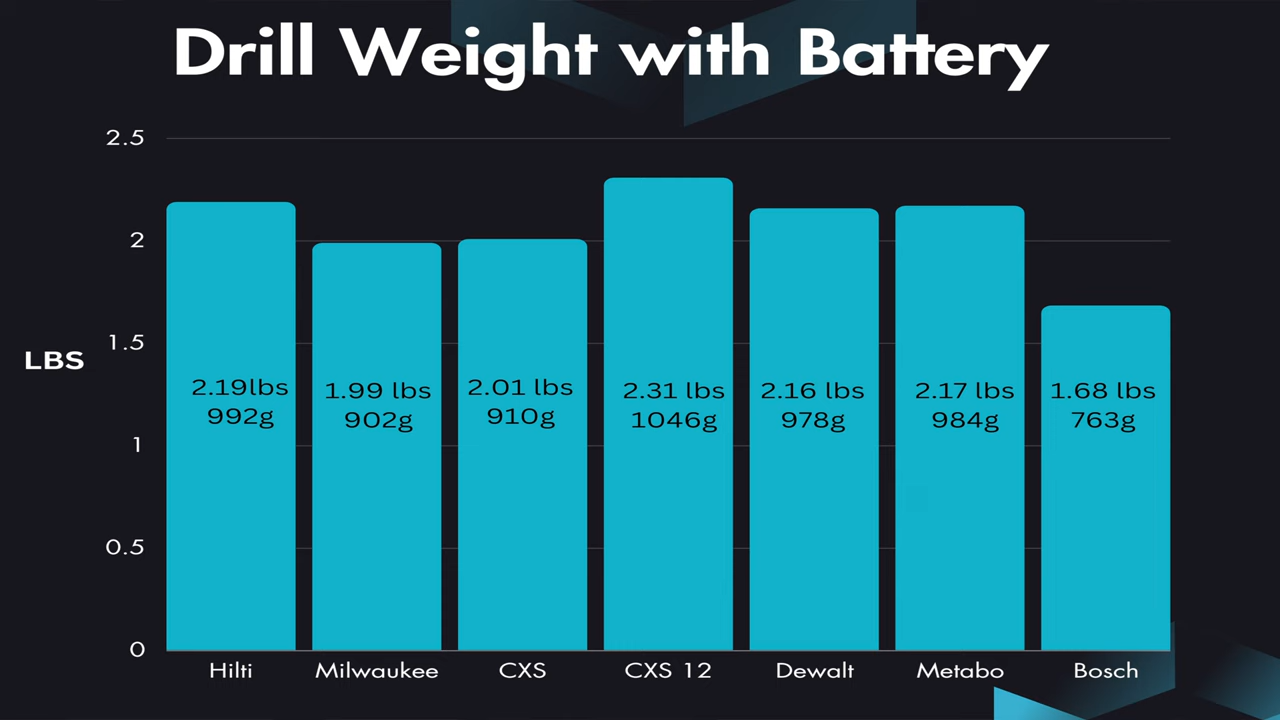 Drill Weight with Battery
2.5
2
1.5
1
0.5
0
LBS
2.19lbs
992g
1.99 lbs
902g
2.01 lbs
910g
2.31 lbs
1046g
2.16 lbs
978g
2.17 lbs
984g
1.68 lbs
763g
Hilti
Milwaukee
CXS
CXS 12
Dewalt
Metabo
Bosch